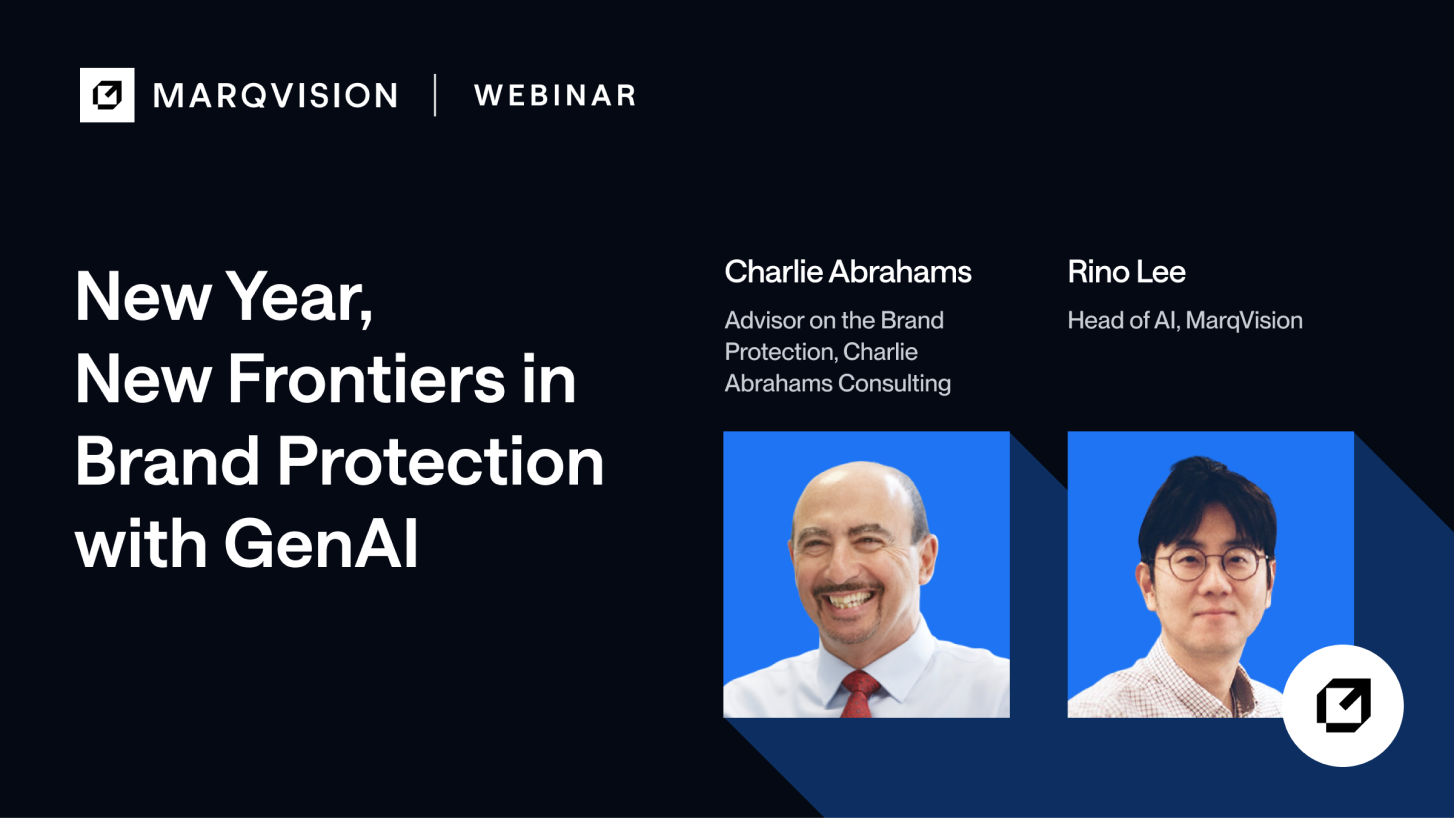 MARQVISION | WEBINAR
New Year,
New Frontiers in
Brand Protection
with GenAI
Charlie Abrahams
Advisor on the Brand
Protection, Charlie
Abrahams Consulting
Rino Lee
Head of AI, MarqVision